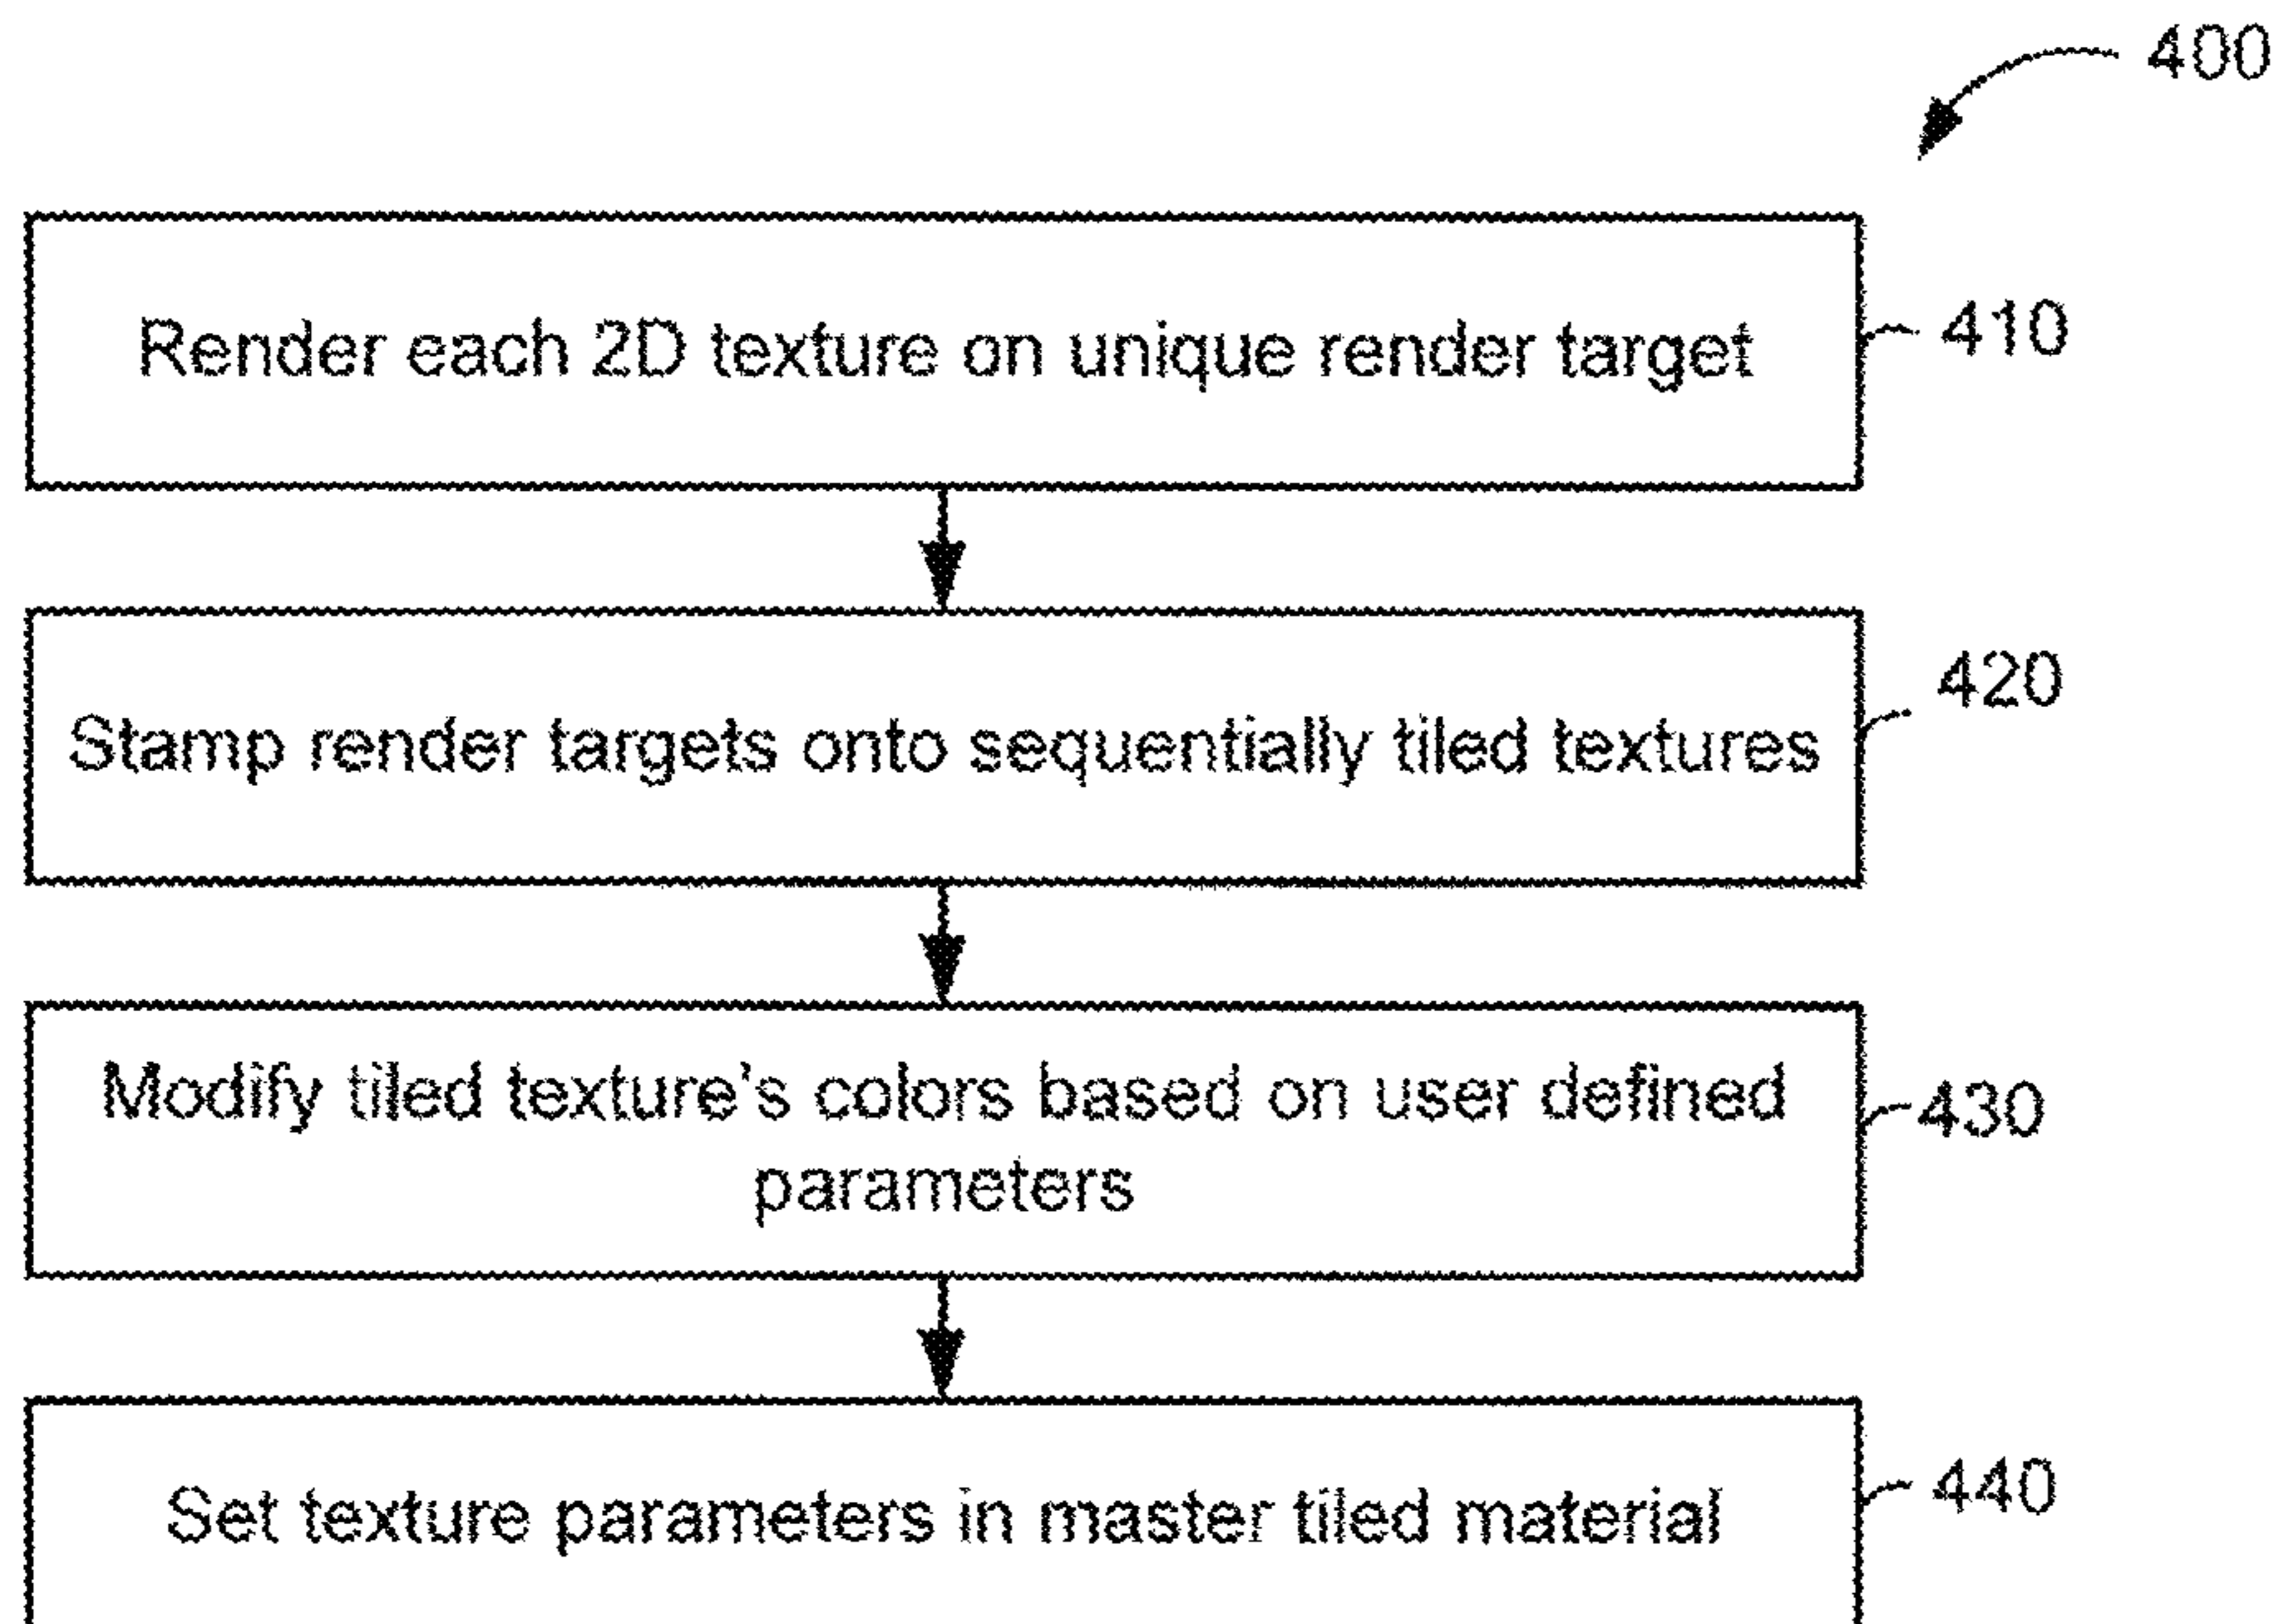 400
Render each 2D texture on unique render target
410
Stamp render targets onto sequentially tiled textures
420
Modify tiled texture's colors based on user defined
parameters
430
Set texture parameters in master tiled material
440